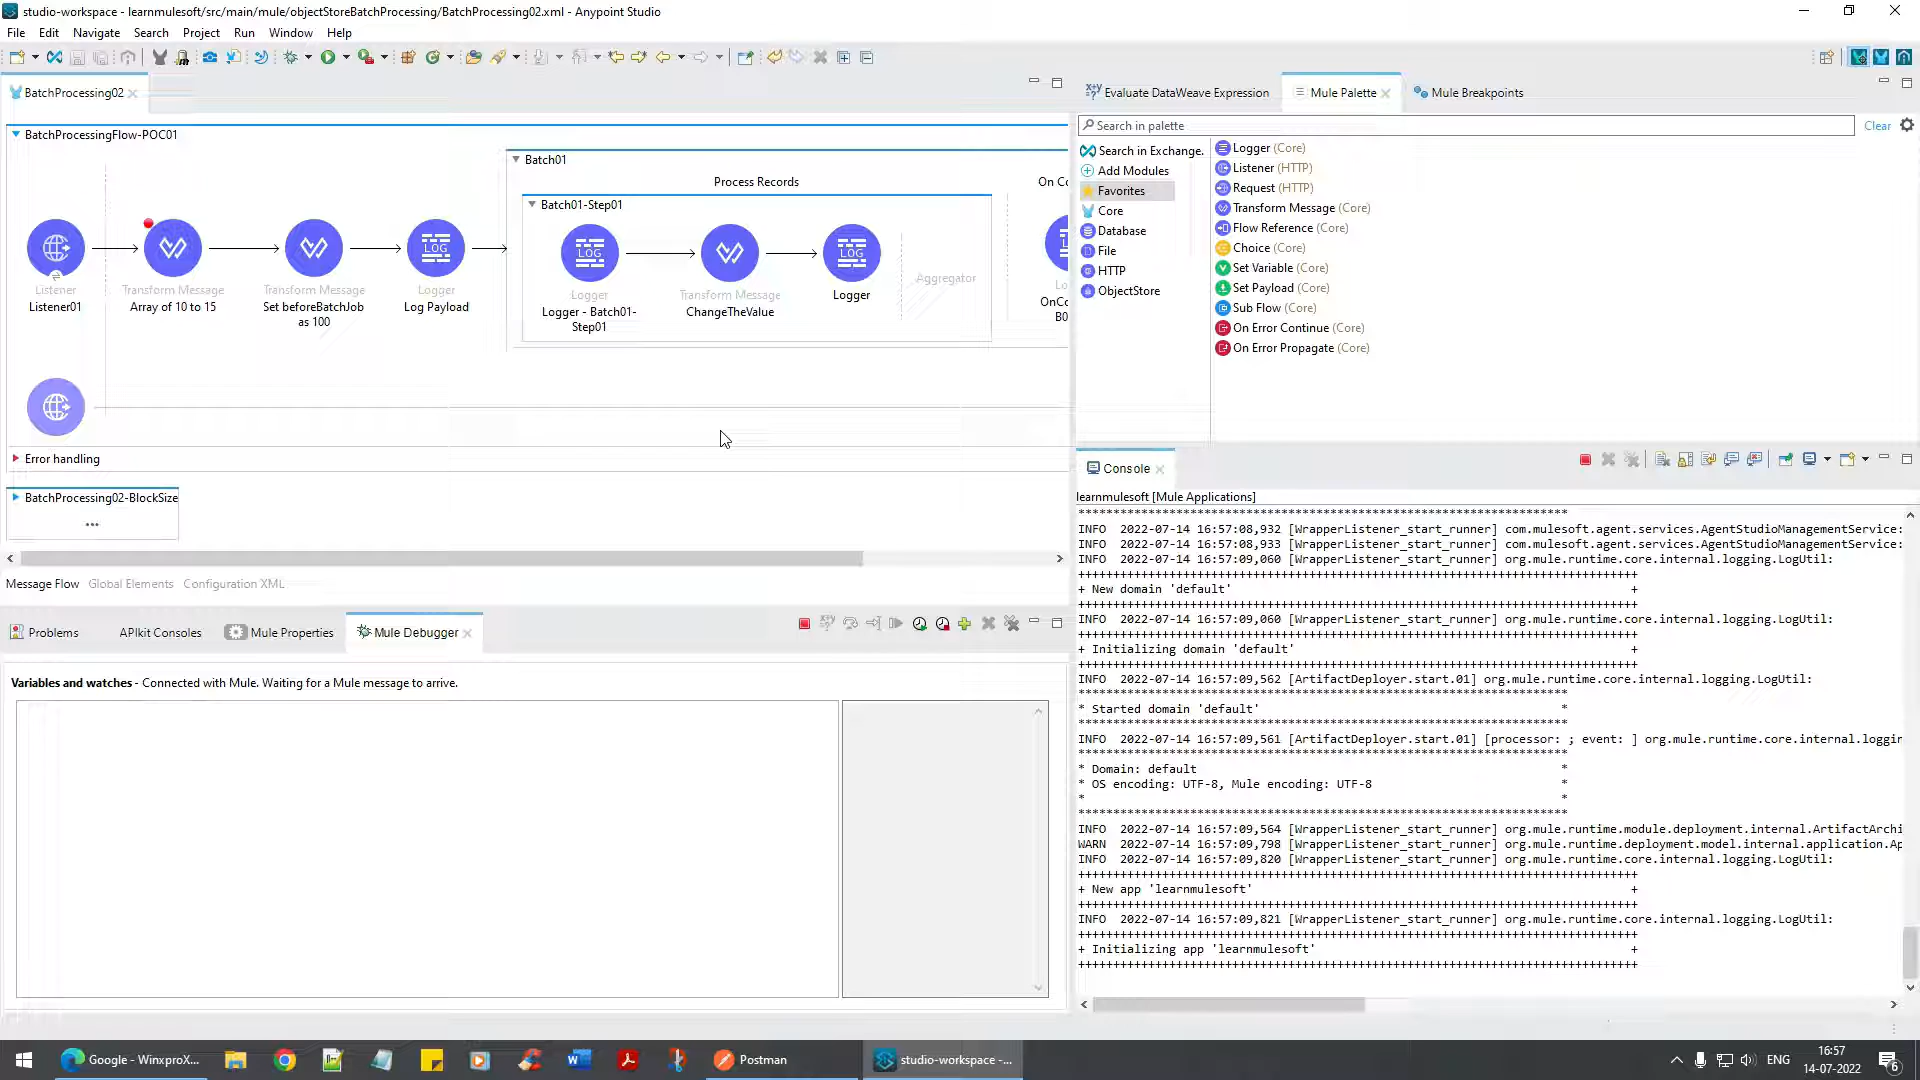 studio-workspace - learnmulesoft/src/main/mule/objectStoreBatchProcessing/BatchProcessing02.xml - Anypoint Studio
File Edit Navigate Search Project Run Window Help
BatchProcessing02
BatchProcessingFlow-POC01
Batch01
Process Records
On Co
Batch01-Step01
LOG
LOG
LOG
Aggregator
Listener
Listener01
Transform Message
Array of 10 to 15
Transform Message
Set beforeBatchJob
as 100
Logger
Log Payload
Logger
Logger - Batch01-
Step01
Transform Message
ChangeTheValue
Logger
Lo
OnCo
B0
Error handling
BatchProcessing02-BlockSize
...
Message Flow Global Elements Configuration XML
Problems APIkit Consoles Mule Properties Mule Debugger
Variables and watches - Connected with Mule. Waiting for a Mule message to arrive.
Evaluate DataWeave Expression Mule Palette Mule Breakpoints
Search in palette Clear
Search in Exchange.
Add Modules
Favorites
Core
Database
File
HTTP
ObjectStore
Logger (Core)
Listener (HTTP)
Request (HTTP)
Transform Message (Core)
Flow Reference (Core)
Choice (Core)
Set Variable (Core)
Set Payload (Core)
Sub Flow (Core)
On Error Continue (Core)
On Error Propagate (Core)
Console
learnmulesoft [Mule Applications]
**********************************************************************
INFO 2022-07-14 16:57:08,932 [WrapperListener_start_runner] com.mulesoft.agent.services.AgentStudioManagementService:
INFO 2022-07-14 16:57:08,933 [WrapperListener_start_runner] com.mulesoft.agent.services.AgentStudioManagementService:
INFO 2022-07-14 16:57:09,060 [WrapperListener_start_runner] org.mule.runtime.core.internal.logging.LogUtil:
++++++++++++++++++++++++++++++++++++++++++++++++++++++++++++++++++++++++++++++++
+ New domain 'default' +
++++++++++++++++++++++++++++++++++++++++++++++++++++++++++++++++++++++++++++++++
INFO 2022-07-14 16:57:09,060 [WrapperListener_start_runner] org.mule.runtime.core.internal.logging.LogUtil:
++++++++++++++++++++++++++++++++++++++++++++++++++++++++++++++++++++++++++++++++
+ Initializing domain 'default' +
++++++++++++++++++++++++++++++++++++++++++++++++++++++++++++++++++++++++++++++++
INFO 2022-07-14 16:57:09,562 [ArtifactDeployer.start.01] org.mule.runtime.core.internal.logging.LogUtil:
**********************************************************************
* Started domain 'default' *
**********************************************************************
INFO 2022-07-14 16:57:09,561 [ArtifactDeployer.start.01] [processor: ; event: ] org.mule.runtime.core.internal.loggin
**********************************************************************
* Domain: default *
* OS encoding: UTF-8, Mule encoding: UTF-8 *
* *
**********************************************************************
INFO 2022-07-14 16:57:09,564 [WrapperListener_start_runner] org.mule.runtime.module.deployment.internal.ArtifactArchi
WARN 2022-07-14 16:57:09,798 [WrapperListener_start_runner] org.mule.runtime.deployment.model.internal.application.Ap
INFO 2022-07-14 16:57:09,820 [WrapperListener_start_runner] org.mule.runtime.core.internal.logging.LogUtil:
++++++++++++++++++++++++++++++++++++++++++++++++++++++++++++++++++++++++++++++++
+ New app 'learnmulesoft' +
++++++++++++++++++++++++++++++++++++++++++++++++++++++++++++++++++++++++++++++++
INFO 2022-07-14 16:57:09,821 [WrapperListener_start_runner] org.mule.runtime.core.internal.logging.LogUtil:
++++++++++++++++++++++++++++++++++++++++++++++++++++++++++++++++++++++++++++++++
+ Initializing app 'learnmulesoft' +
++++++++++++++++++++++++++++++++++++++++++++++++++++++++++++++++++++++++++++++++
Google - WinxproX... Postman studio-workspace -... ENG
16:57
14-07-2022
6